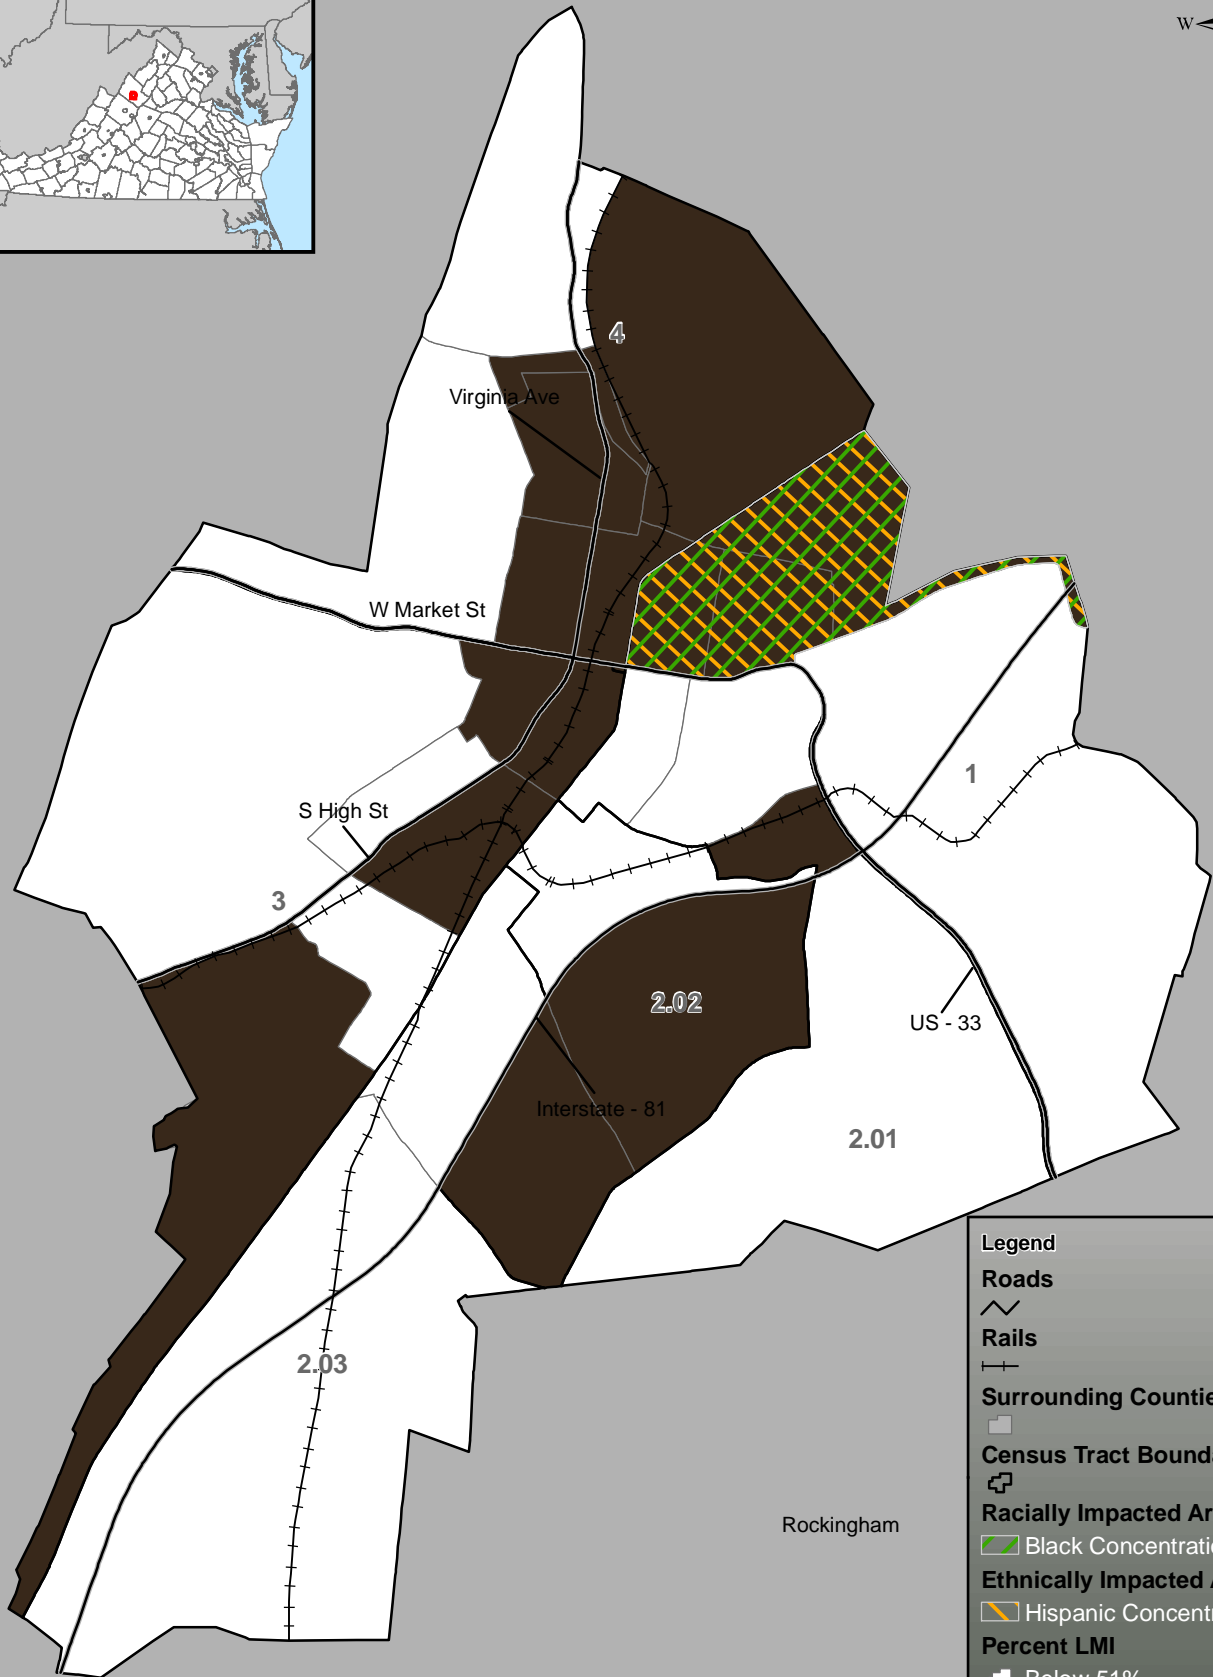 W
4
Virginia Ave
W Market St
1
S High St
3
2.02
US - 33
Interstate - 81
2.01
2.03
Rockingham
Legend
Roads
Rails
Surrounding Countie
Census Tract Bound
Racially Impacted Ar
Black Concentratio
Ethnically Impacted
Hispanic Concent
Percent LMI
Below 51%